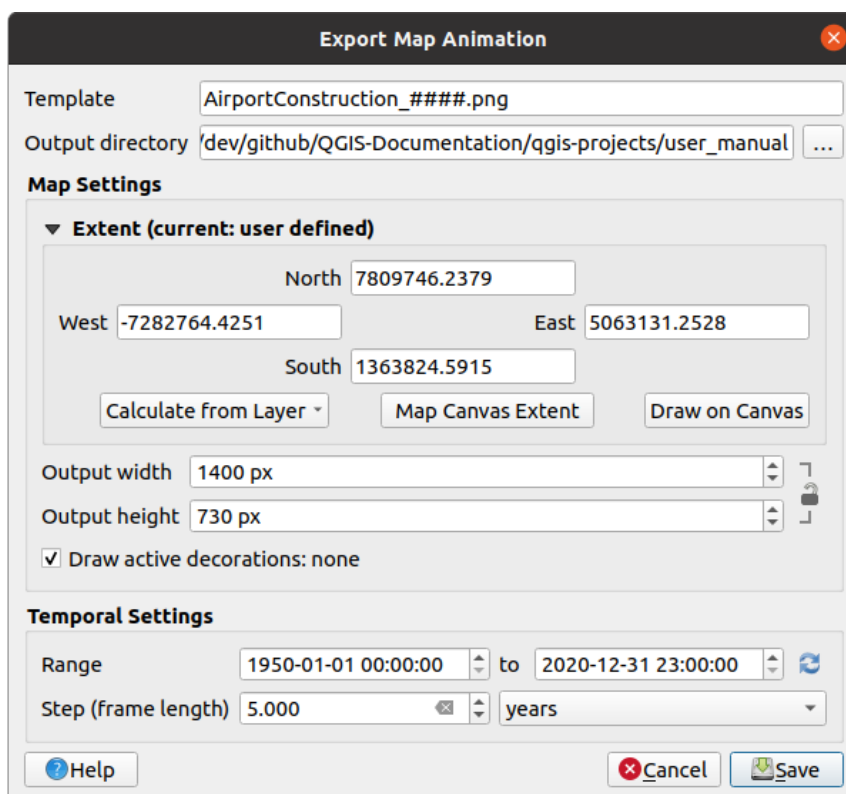 Export Map Animation
Template AirportConstruction_####.png
Output directory /dev/github/QGIS-Documentation/qgis-projects/user_manual ...
Map Settings
Extent (current: user defined)
North 7809746.2379
West -7282764.4251 East 5063131.2528
South 1363824.5915
Calculate from Layer Map Canvas Extent Draw on Canvas
Output width 1400 px
Output height 730 px
Draw active decorations: none
Temporal Settings
Range 1950-01-01 00:00:00 to 2020-12-31 23:00:00
Step (frame length) 5.000 years
Help Cancel Save